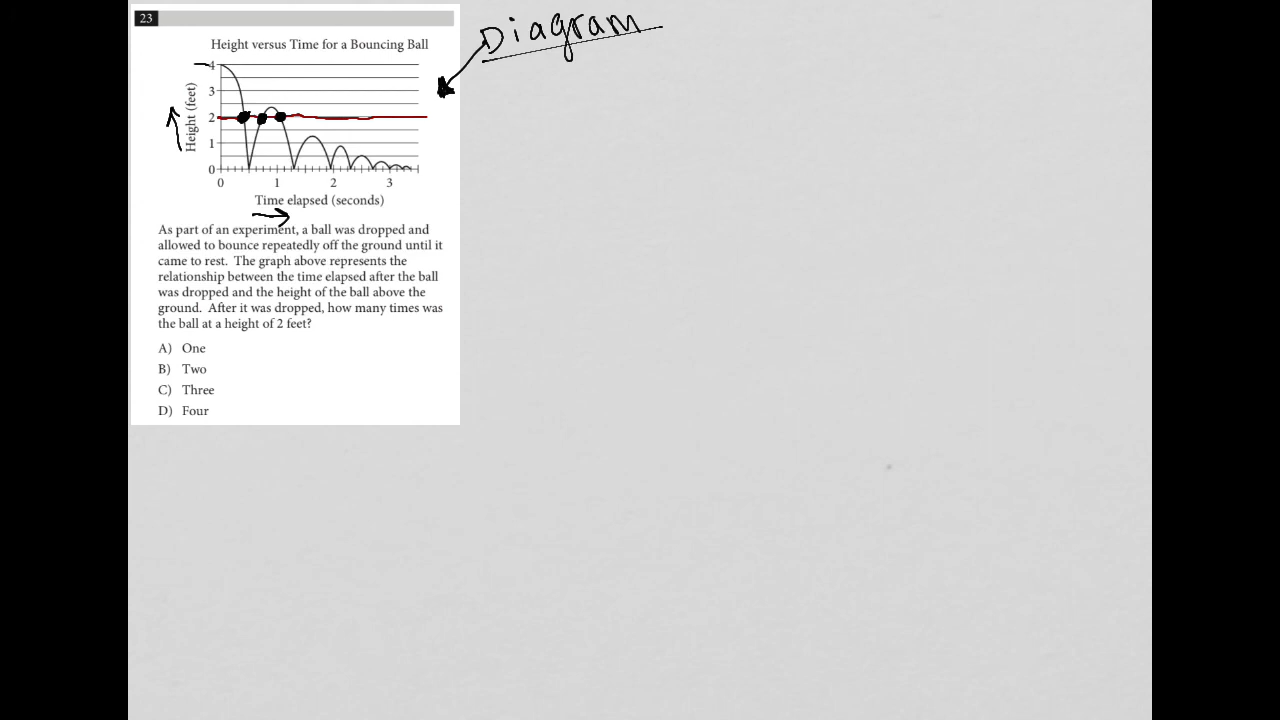 23
Diagram
Height versus Time for a Bouncing Ball
4
3
2
1
0
Height (feet)
0 1 2 3
Time elapsed (seconds)
As part of an experiment, a ball was dropped and
allowed to bounce repeatedly off the ground until it
came to rest. The graph above represents the
relationship between the time elapsed after the ball
was dropped and the height of the ball above the
ground. After it was dropped, how many times was
the ball at a height of 2 feet?
A) One
B) Two
C) Three
D) Four